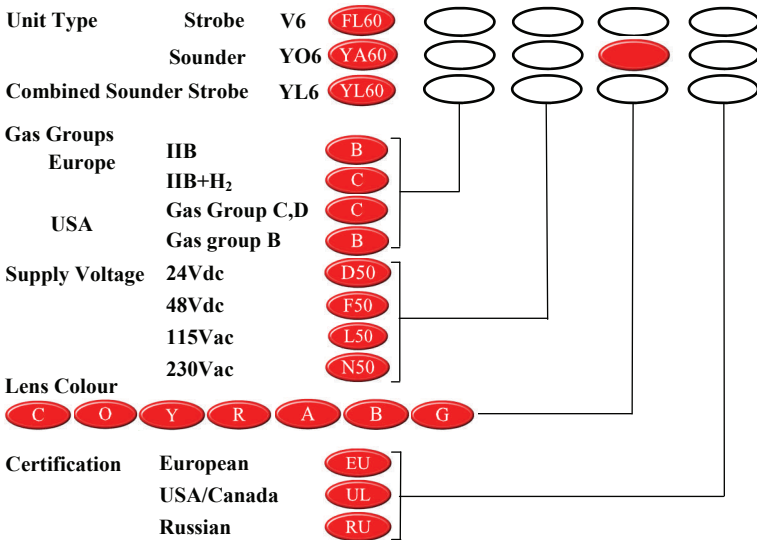 Unit Type Strobe V6 FL60
Sounder YO6 YA60
Combined Sounder Strobe YL6 YL60
Gas Groups
Europe IIB B
IIB+H₂ C
USA Gas Group C,D C
Gas group B B
Supply Voltage 24Vdc D50
48Vdc F50
115Vac L50
230Vac N50
Lens Colour
C O Y R A B G
Certification European EU
USA/Canada UL
Russian RU